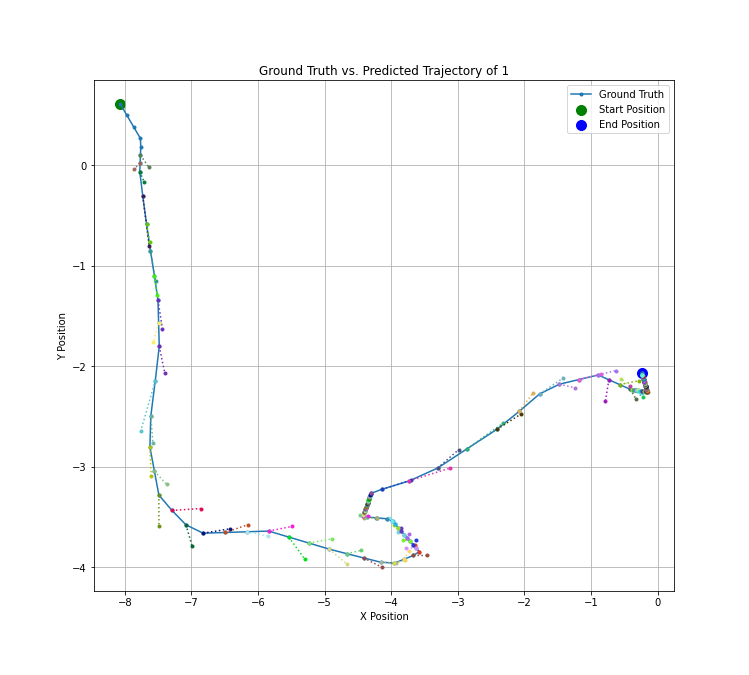 Ground Truth vs. Predicted Trajectory of 1
Ground Truth
Start Position
End Position
0
−1
−2
−3
−4
Y Position
−8 −7 −6 −5 −4 −3 −2 −1 0
X Position